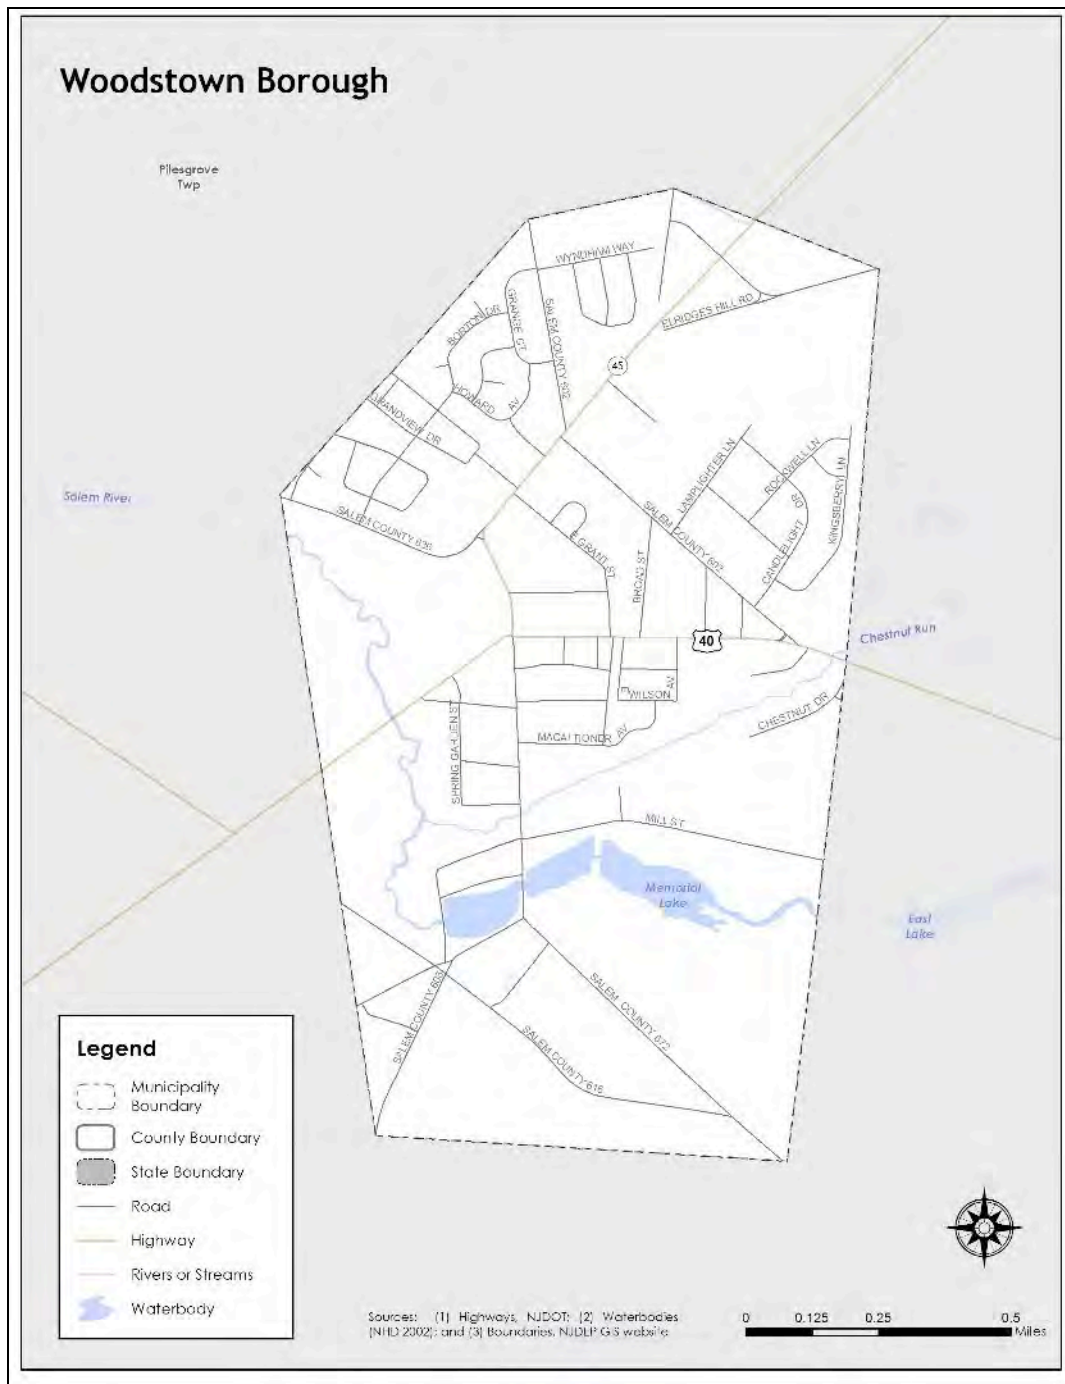 Woodstown Borough
Pilesgrove
Twp
WYNDHAM WAY
BORTON DR
GRANGE CT
SALEM COUNTY 602
ELRIDGES HILL RD
45
HOWARD AV
GRANDVIEW DR
Salem River
SALEM COUNTY 636
LAMPLIGHTER LN
ROCKWELL LN
KINGSBERRY LN
CANDLELIGHT DR
SALEM COUNTY 602
E GRANT ST
BROAD ST
40
Chestnut Run
E WILSON AV
CHESTNUT DR
SPRING GARDEN ST
MACALTIONER AV
MILL ST
Memorial
Lake
East
Lake
SALEM COUNTY 603
SALEM COUNTY 672
SALEM COUNTY 616
Legend
Municipality
Boundary
County Boundary
State Boundary
Road
Highway
Rivers or Streams
Waterbody
Sources: (1) Highways, NJDOT; (2) Waterbodies
(NHD 2002); and (3) Boundaries, NJDEP GIS website
0 0.125 0.25 0.5
Miles